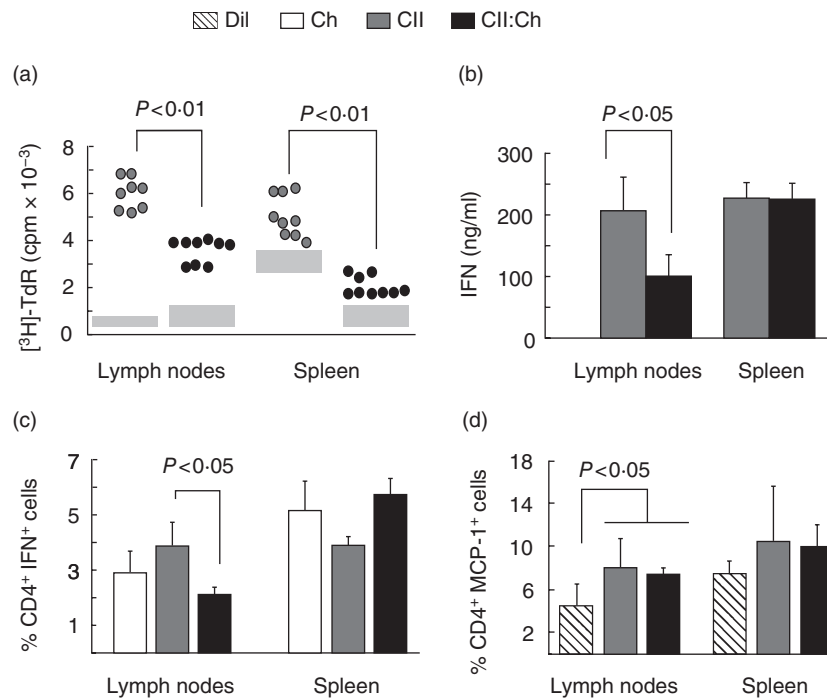 Dil Ch CII CII:Ch
(a)
P<0·01 P<0·01
[³H]-TdR (cpm × 10⁻³)
8
6
4
2
0
Lymph nodes Spleen
(b)
P<0·05
IFN (ng/ml)
300
200
100
0
Lymph nodes Spleen
(c)
P<0·05
% CD4⁺ IFN⁺ cells
7
5
3
1
Lymph nodes Spleen
(d)
P<0·05
% CD4⁺ MCP-1⁺ cells
18
14
10
6
2
Lymph nodes Spleen